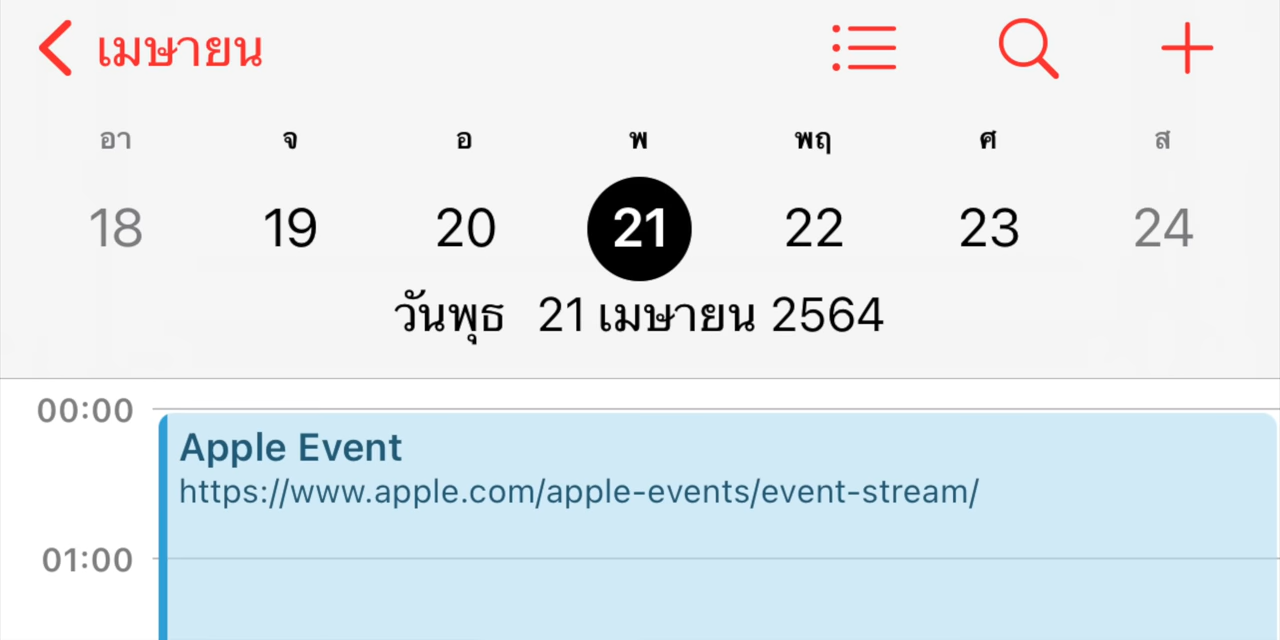 เมษายน
อา จ อ พ พฤ ศ ส
18 19 20 21 22 23 24
วันพุธ 21 เมษายน 2564
00:00
Apple Event
https://www.apple.com/apple-events/event-stream/
01:00